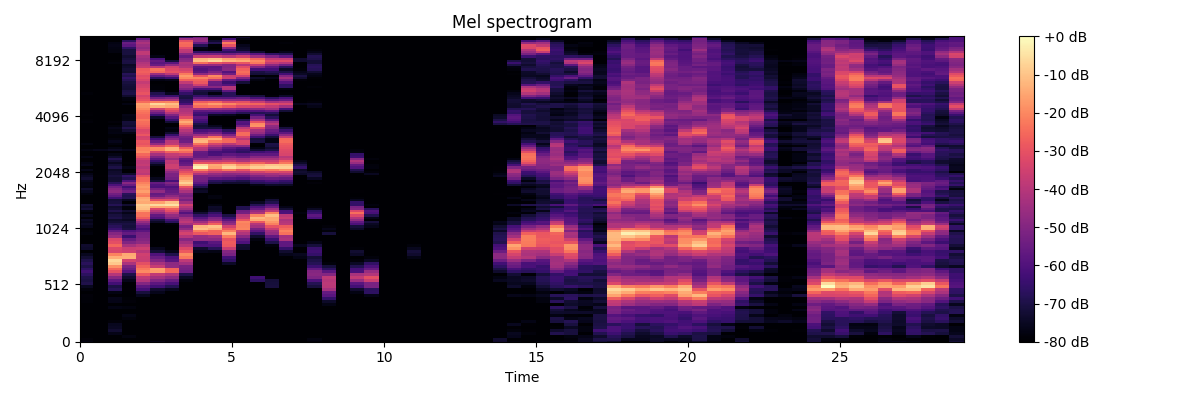 Mel spectrogram
Hz
8192
4096
2048
1024
512
0
0 5 10 15 20 25
Time
+0 dB
-10 dB
-20 dB
-30 dB
-40 dB
-50 dB
-60 dB
-70 dB
-80 dB